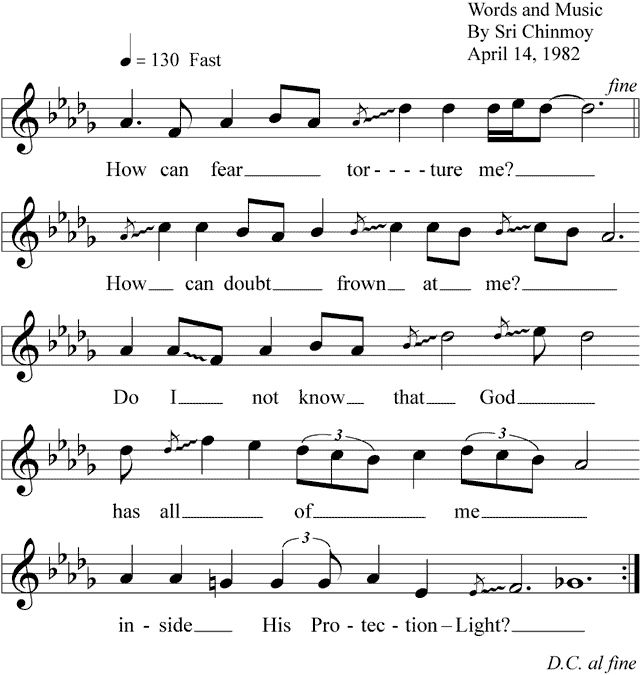 Words and Music
By Sri Chinmoy
April 14, 1982
♩ = 130 Fast
fine
How can fear tor---ture me?
How can doubt frown at me?
3 3
Do I not know that God
has all of me
3
in-side His Pro-tec-tion–Light?
D.C. al fine